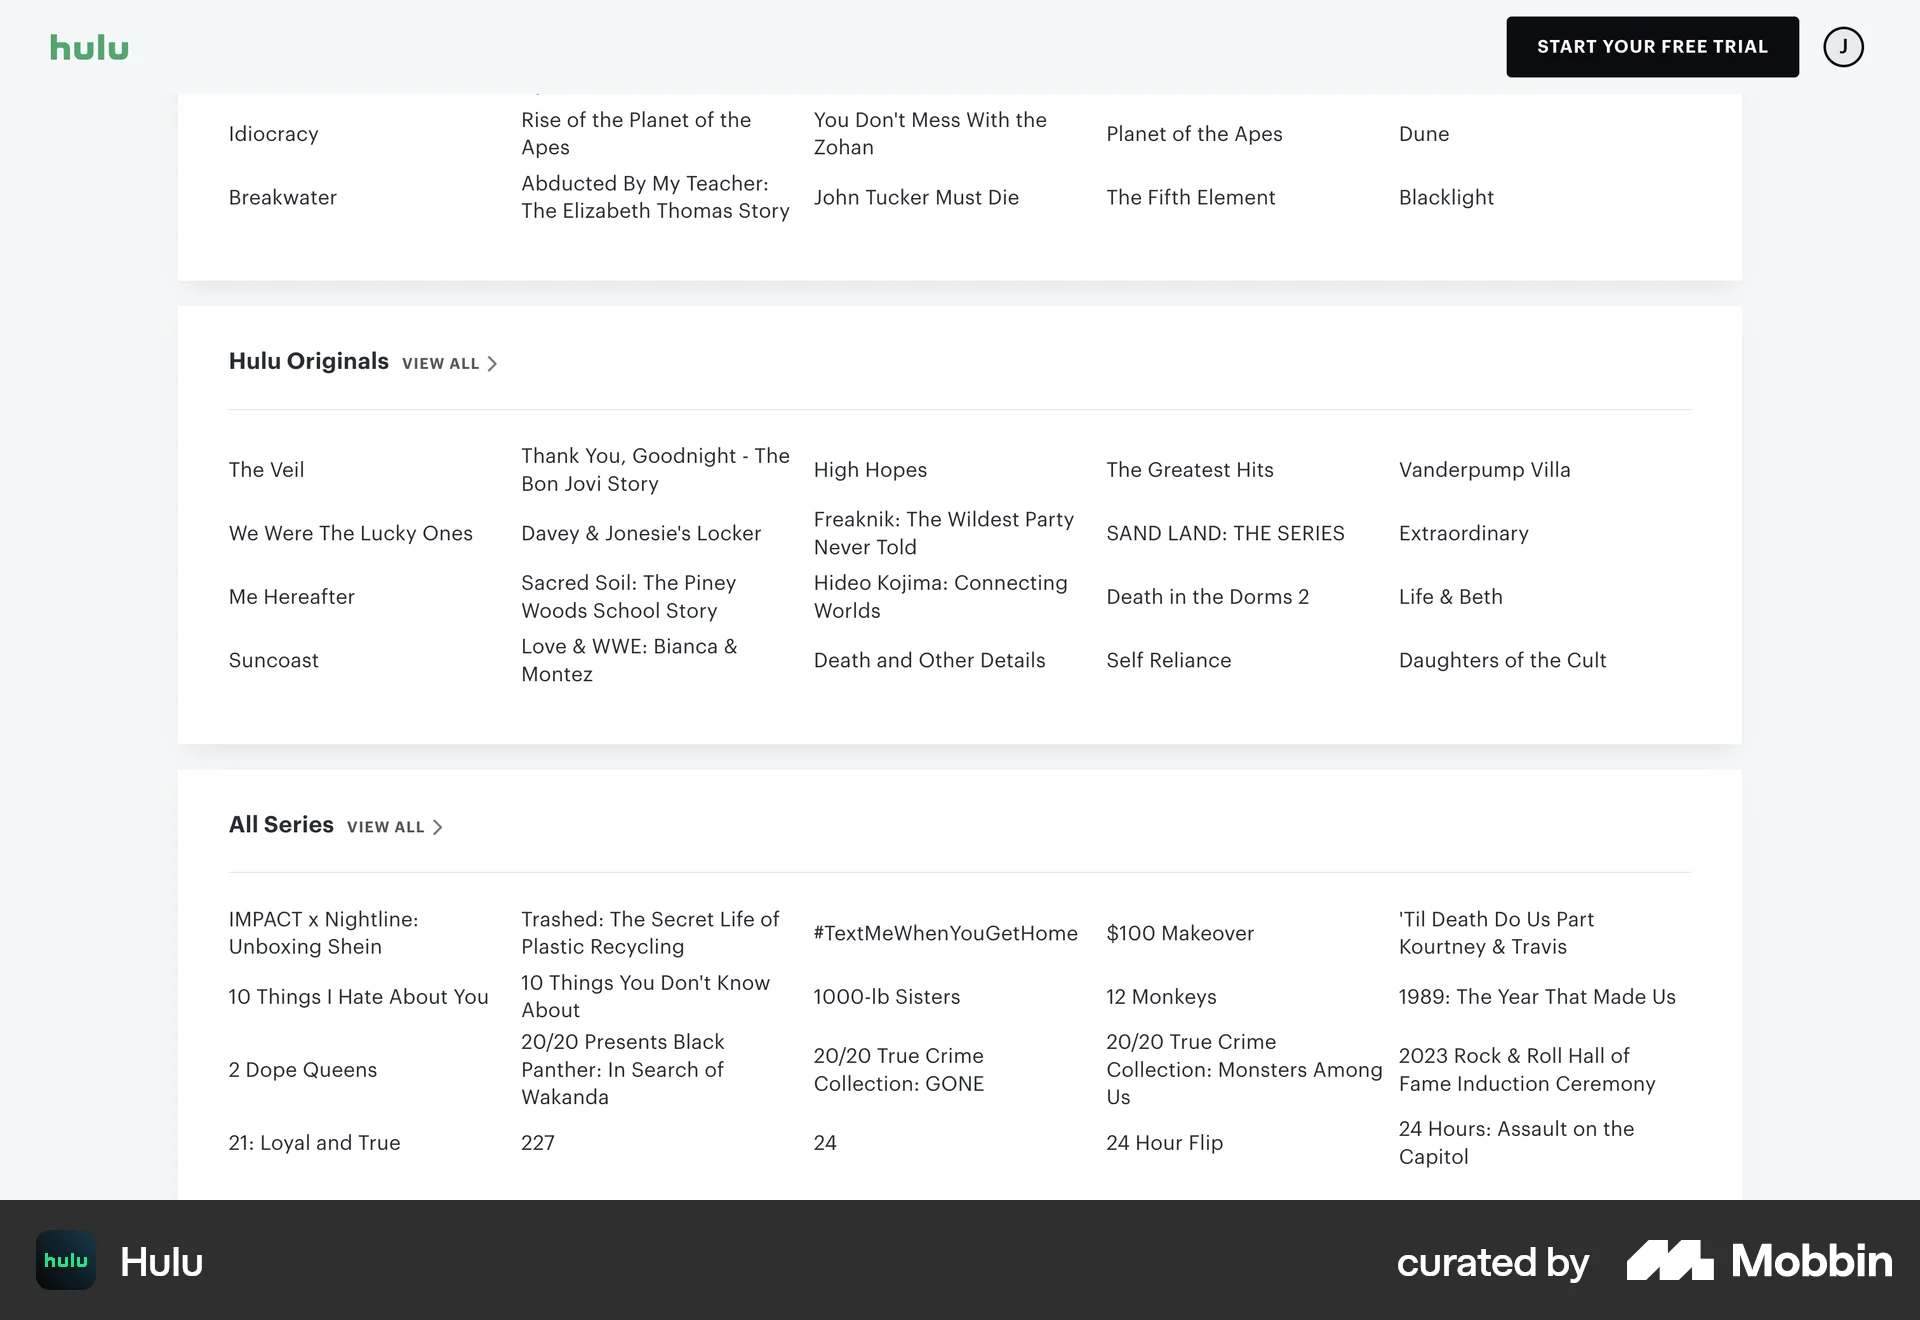 hulu
START YOUR FREE TRIAL
J
Idiocracy
Rise of the Planet of the
Apes
You Don't Mess With the
Zohan
Planet of the Apes
Dune
Breakwater
Abducted By My Teacher:
The Elizabeth Thomas Story
John Tucker Must Die
The Fifth Element
Blacklight
Hulu Originals VIEW ALL
The Veil
Thank You, Goodnight - The
Bon Jovi Story
High Hopes
The Greatest Hits
Vanderpump Villa
We Were The Lucky Ones
Davey & Jonesie's Locker
Freaknik: The Wildest Party
Never Told
SAND LAND: THE SERIES
Extraordinary
Me Hereafter
Sacred Soil: The Piney
Woods School Story
Hideo Kojima: Connecting
Worlds
Death in the Dorms 2
Life & Beth
Suncoast
Love & WWE: Bianca &
Montez
Death and Other Details
Self Reliance
Daughters of the Cult
All Series VIEW ALL
IMPACT x Nightline:
Unboxing Shein
Trashed: The Secret Life of
Plastic Recycling
#TextMeWhenYouGetHome
$100 Makeover
'Til Death Do Us Part
Kourtney & Travis
10 Things I Hate About You
10 Things You Don't Know
About
1000-lb Sisters
12 Monkeys
1989: The Year That Made Us
2 Dope Queens
20/20 Presents Black
Panther: In Search of
Wakanda
20/20 True Crime
Collection: GONE
20/20 True Crime
Collection: Monsters Among
Us
2023 Rock & Roll Hall of
Fame Induction Ceremony
21: Loyal and True
227
24
24 Hour Flip
24 Hours: Assault on the
Capitol
hulu
Hulu
curated by
Mobbin